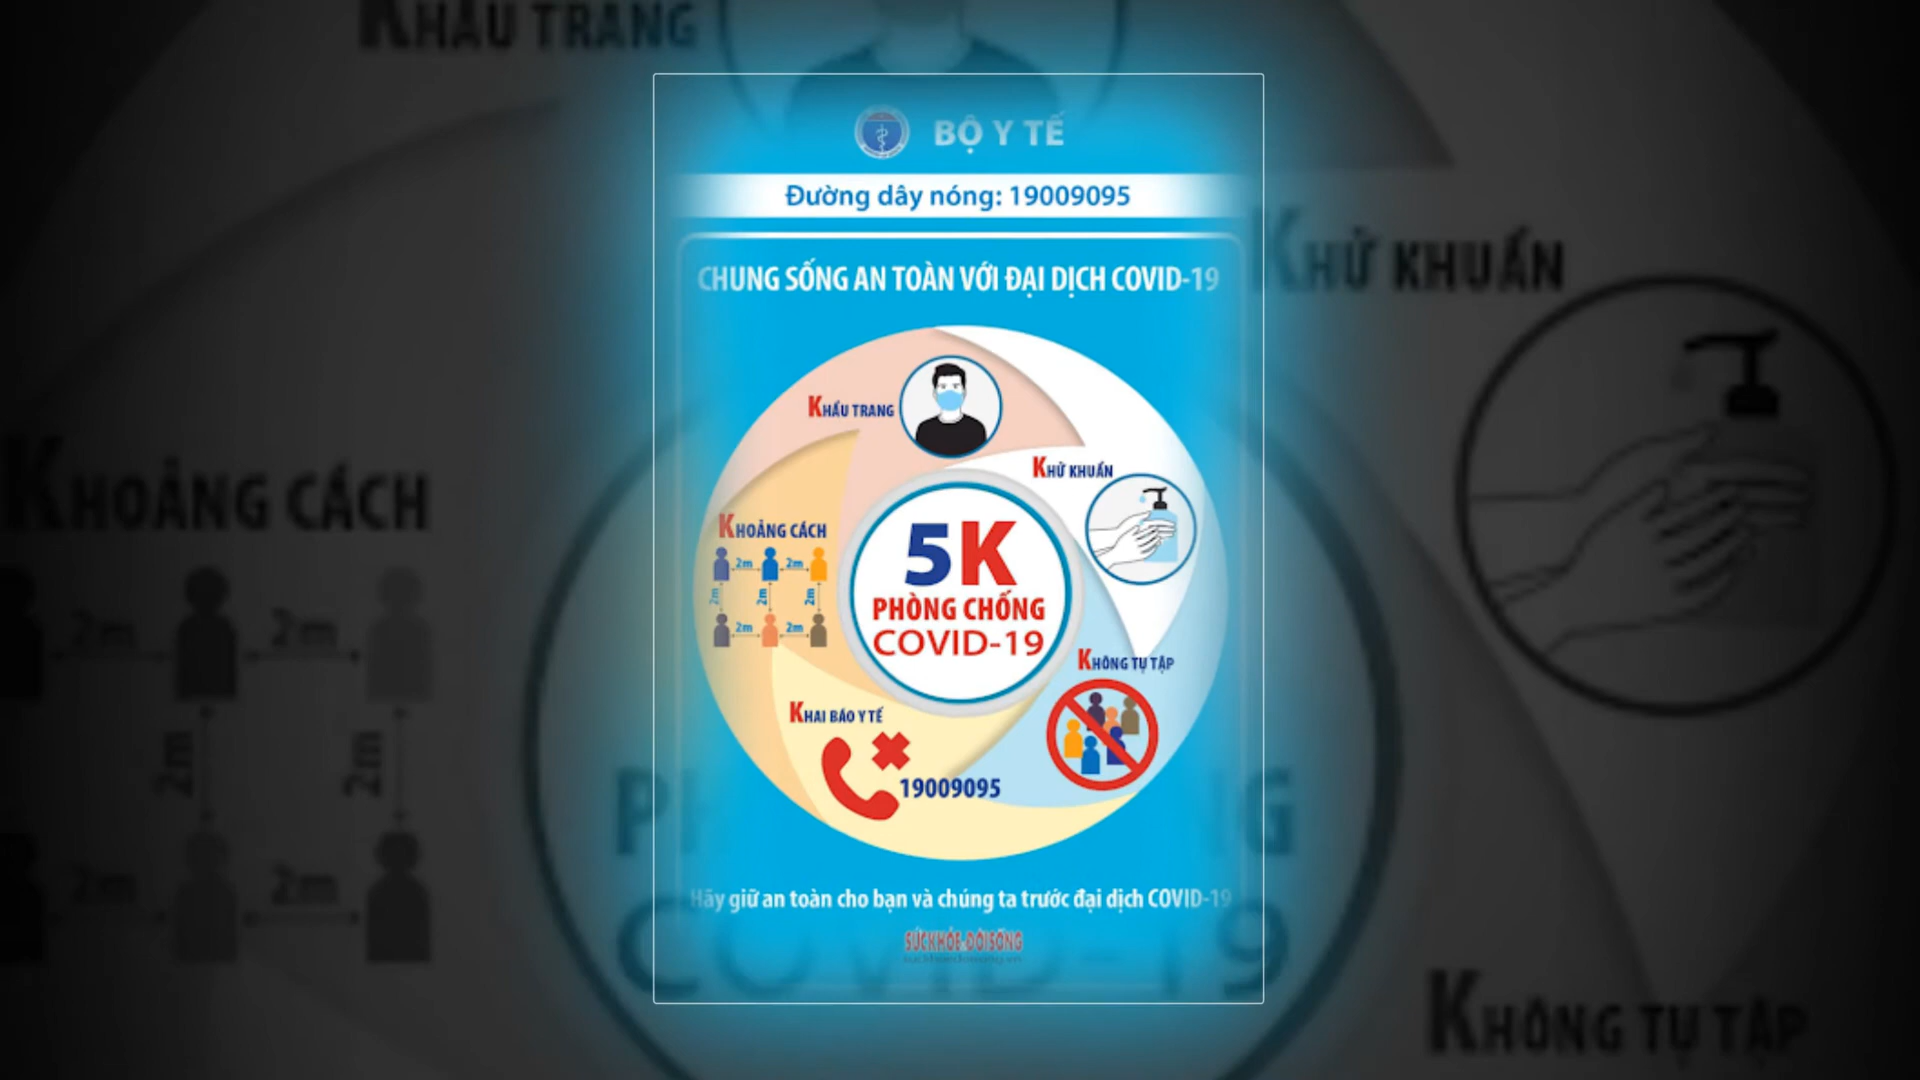 BỘ Y TẾ
Đường dây nóng: 19009095
CHUNG SỐNG AN TOÀN VỚI ĐẠI DỊCH COVID-19
KHẨU TRANG
KHỬ KHUẨN
KHOẢNG CÁCH
2m 2m
2m 2m 2m
2m 2m
5K
PHÒNG CHỐNG
COVID-19
KHÔNG TỤ TẬP
KHAI BÁO Y TẾ
19009095
Hãy giữ an toàn cho bạn và chúng ta trước đại dịch COVID-19
SỨC KHỎE & ĐỜI SỐNG
KHẨU TRANG
KHỬ KHUẨN
KHOẢNG CÁCH
2m 2m
2m 2m
2m 2m
COVID-19
KHÔNG TỤ TẬP